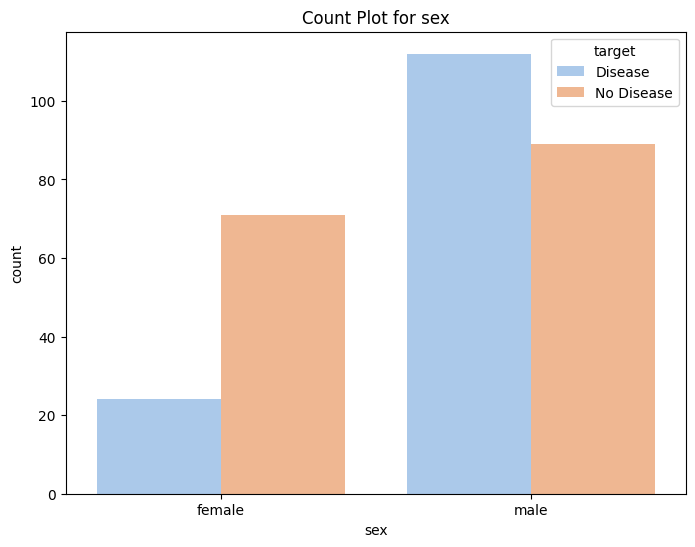 Count Plot for sex
target
Disease
No Disease
count
100
80
60
40
20
0
female
male
sex